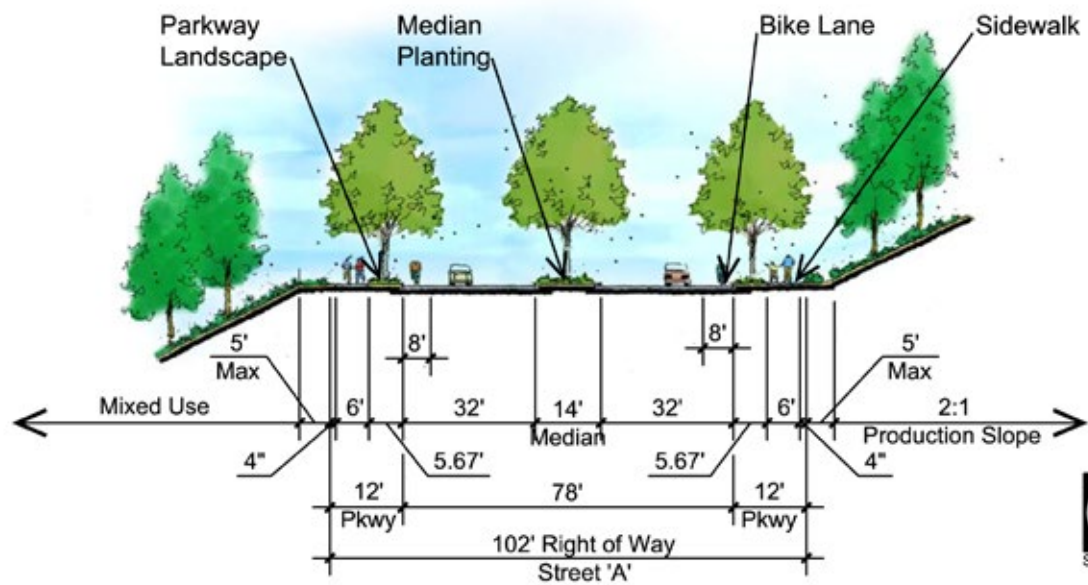 Parkway
Landscape
Median
Planting
Bike Lane
Sidewalk
8'
8'
5'
Max
5'
Max
Mixed Use
6'
32'
14'
Median
32'
6'
2:1
Production Slope
4"
5.67'
5.67'
4"
12'
Pkwy
78'
12'
Pkwy
102' Right of Way
Street 'A'